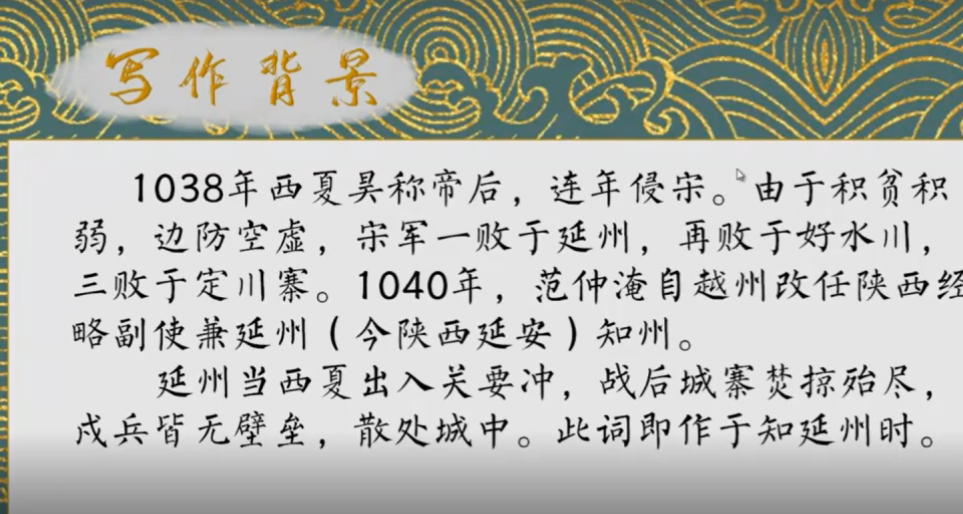 写作背景
1038年西夏昊称帝后，连年侵宋。由于积贫积
弱，边防空虚，宋军一败于延州，再败于好水川，
三败于定川寨。1040年，范仲淹自越州改任陕西经
略副使兼延州（今陕西延安）知州。
延州当西夏出入关要冲，战后城寨焚掠殆尽，
戍兵皆无壁垒，散处城中。此词即作于知延州时。